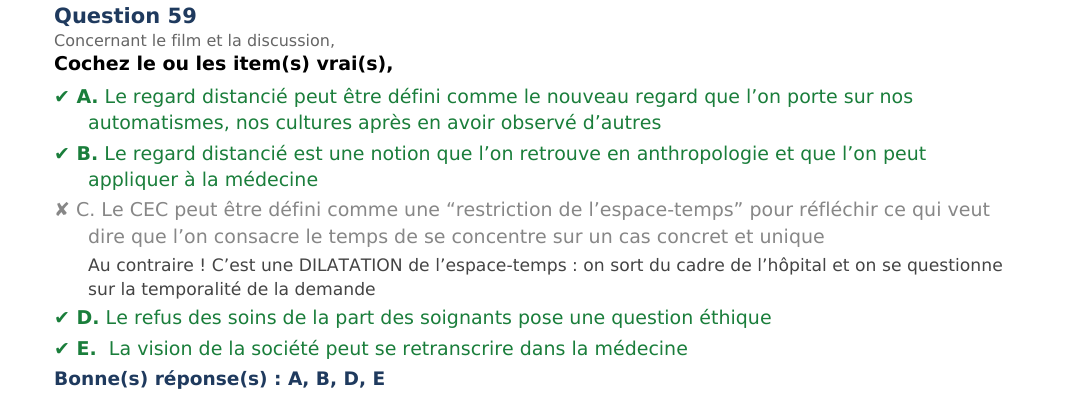 Question 59
Concernant le film et la discussion,
Cochez le ou les item(s) vrai(s),
✔ A. Le regard distancié peut être défini comme le nouveau regard que l’on porte sur nos
automatismes, nos cultures après en avoir observé d’autres
✔ B. Le regard distancié est une notion que l’on retrouve en anthropologie et que l’on peut
appliquer à la médecine
✘ C. Le CEC peut être défini comme une “restriction de l’espace-temps” pour réfléchir ce qui veut
dire que l’on consacre le temps de se concentre sur un cas concret et unique
Au contraire ! C’est une DILATATION de l’espace-temps : on sort du cadre de l’hôpital et on se questionne
sur la temporalité de la demande
✔ D. Le refus des soins de la part des soignants pose une question éthique
✔ E. La vision de la société peut se retranscrire dans la médecine
Bonne(s) réponse(s) : A, B, D, E